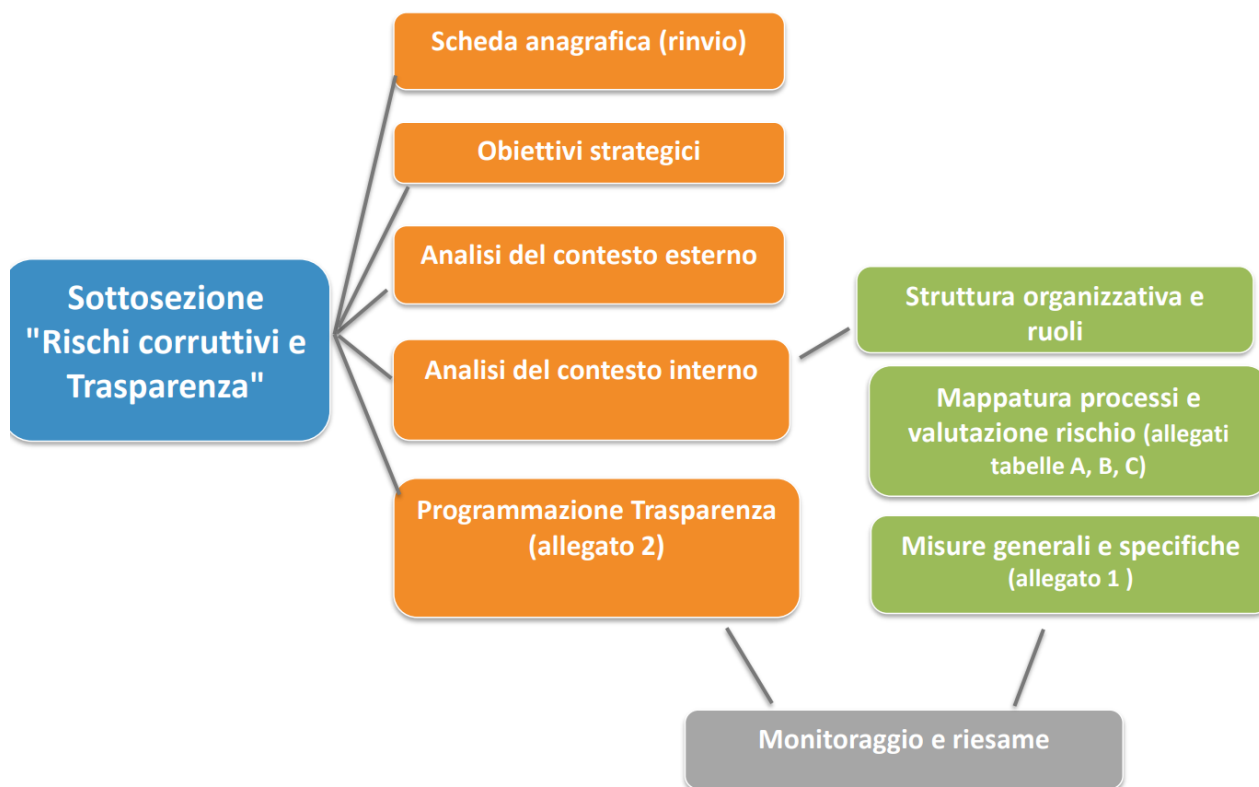 Scheda anagrafica (rinvio)
Obiettivi strategici
Analisi del contesto esterno
Sottosezione
"Rischi corruttivi e
Trasparenza"
Struttura organizzativa e
ruoli
Analisi del contesto interno
Mappatura processi e
valutazione rischio (allegati
tabelle A, B, C)
Programmazione Trasparenza
(allegato 2)
Misure generali e specifiche
(allegato 1 )
Monitoraggio e riesame